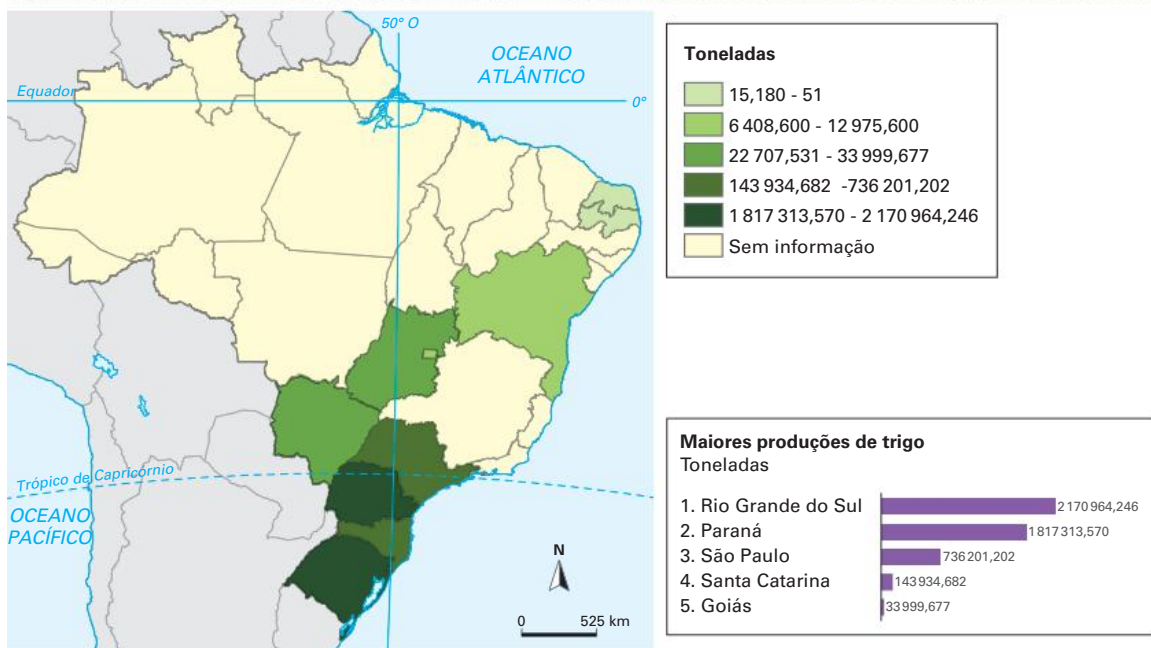 50º O
OCEANO
ATLÂNTICO
Equador
0º
Trópico de Capricórnio
OCEANO
PACÍFICO
N
0 525 km
Toneladas
15,180 - 51
6 408,600 - 12 975,600
22 707,531 - 33 999,677
143 934,682 -736 201,202
1 817 313,570 - 2 170 964,246
Sem informação
Maiores produções de trigo
Toneladas
1. Rio Grande do Sul 2 170 964,246
2. Paraná 1 817 313,570
3. São Paulo 736 201,202
4. Santa Catarina 143 934,682
5. Goiás 33 999,677